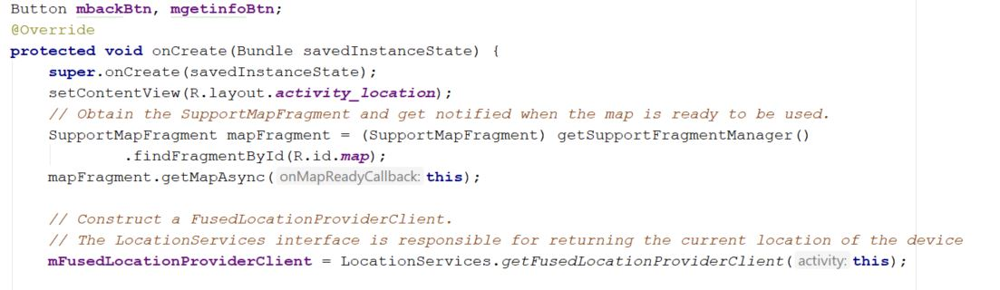 Button mbackBtn, mgetinfoBtn;
@Override
protected void onCreate(Bundle savedInstanceState) {
super.onCreate(savedInstanceState);
setContentView(R.layout.activity_location);
// Obtain the SupportMapFragment and get notified when the map is ready to be used.
SupportMapFragment mapFragment = (SupportMapFragment) getSupportFragmentManager()
.findFragmentById(R.id.map);
mapFragment.getMapAsync( onMapReadyCallback: this);
// Construct a FusedLocationProviderClient.
// The LocationServices interface is responsible for returning the current location of the device
mFusedLocationProviderClient = LocationServices.getFusedLocationProviderClient( activity: this);